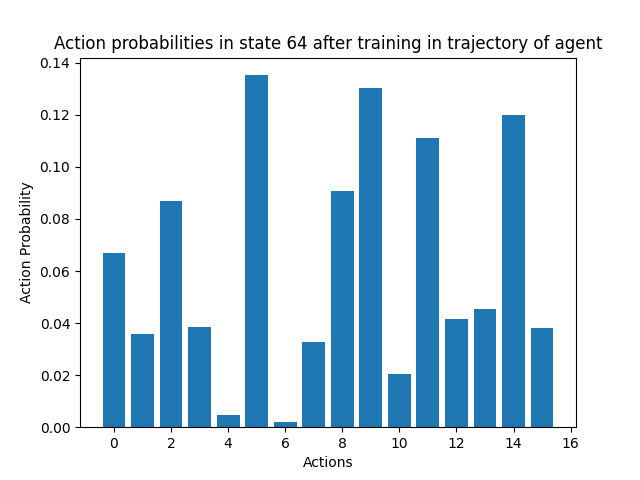 Action probabilities in state 64 after training in trajectory of agent
0.14
0.12
0.10
0.08
0.06
0.04
0.02
0.00
Action Probability
0 2 4 6 8 10 12 14 16
Actions